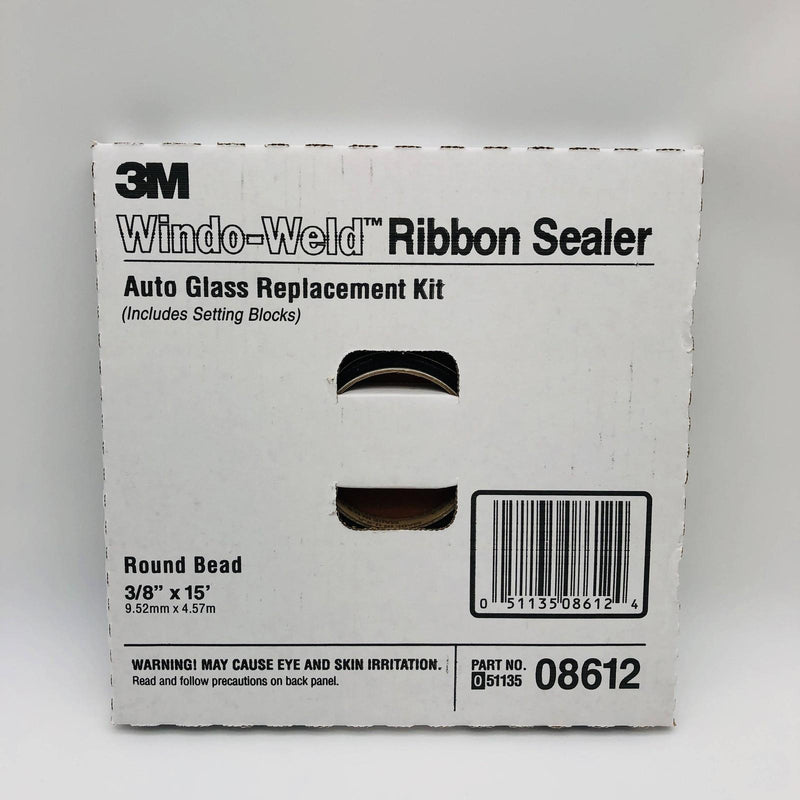 3M
Windo-Weld™ Ribbon Sealer
Auto Glass Replacement Kit
(Includes Setting Blocks)
Round Bead
3/8” x 15’
9.52mm x 4.57m
0 51135 08612 4
WARNING! MAY CAUSE EYE AND SKIN IRRITATION.
Read and follow precautions on back panel.
PART NO.
0 51135 08612